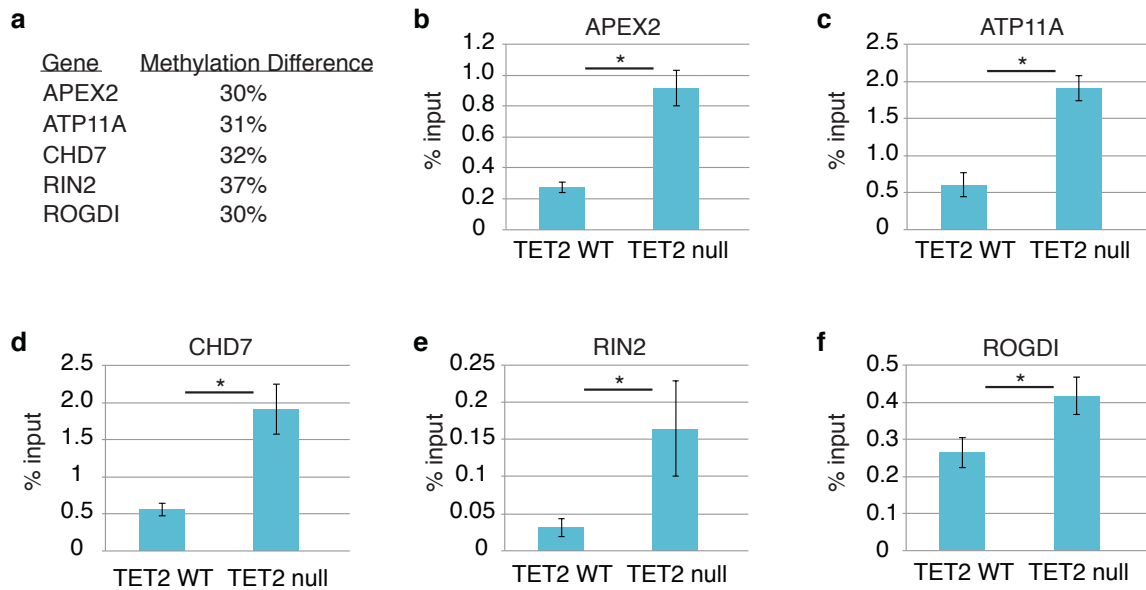 a
Gene Methylation Difference
APEX2 30%
ATP11A 31%
CHD7 32%
RIN2 37%
ROGDI 30%
b
APEX2
% input
1.2
1.0
0.8
0.6
0.4
0.2
0
*
TET2 WT TET2 null
c
ATP11A
% input
2.5
2.0
1.5
1.0
0.5
0
*
TET2 WT TET2 null
d
CHD7
% input
2.5
2.0
1.5
1
0.5
0
*
TET2 WT TET2 null
e
RIN2
% input
0.25
0.2
0.15
0.1
0.05
0
*
TET2 WT TET2 null
f
ROGDI
% input
0.5
0.4
0.3
0.2
0.1
0
*
TET2 WT TET2 null